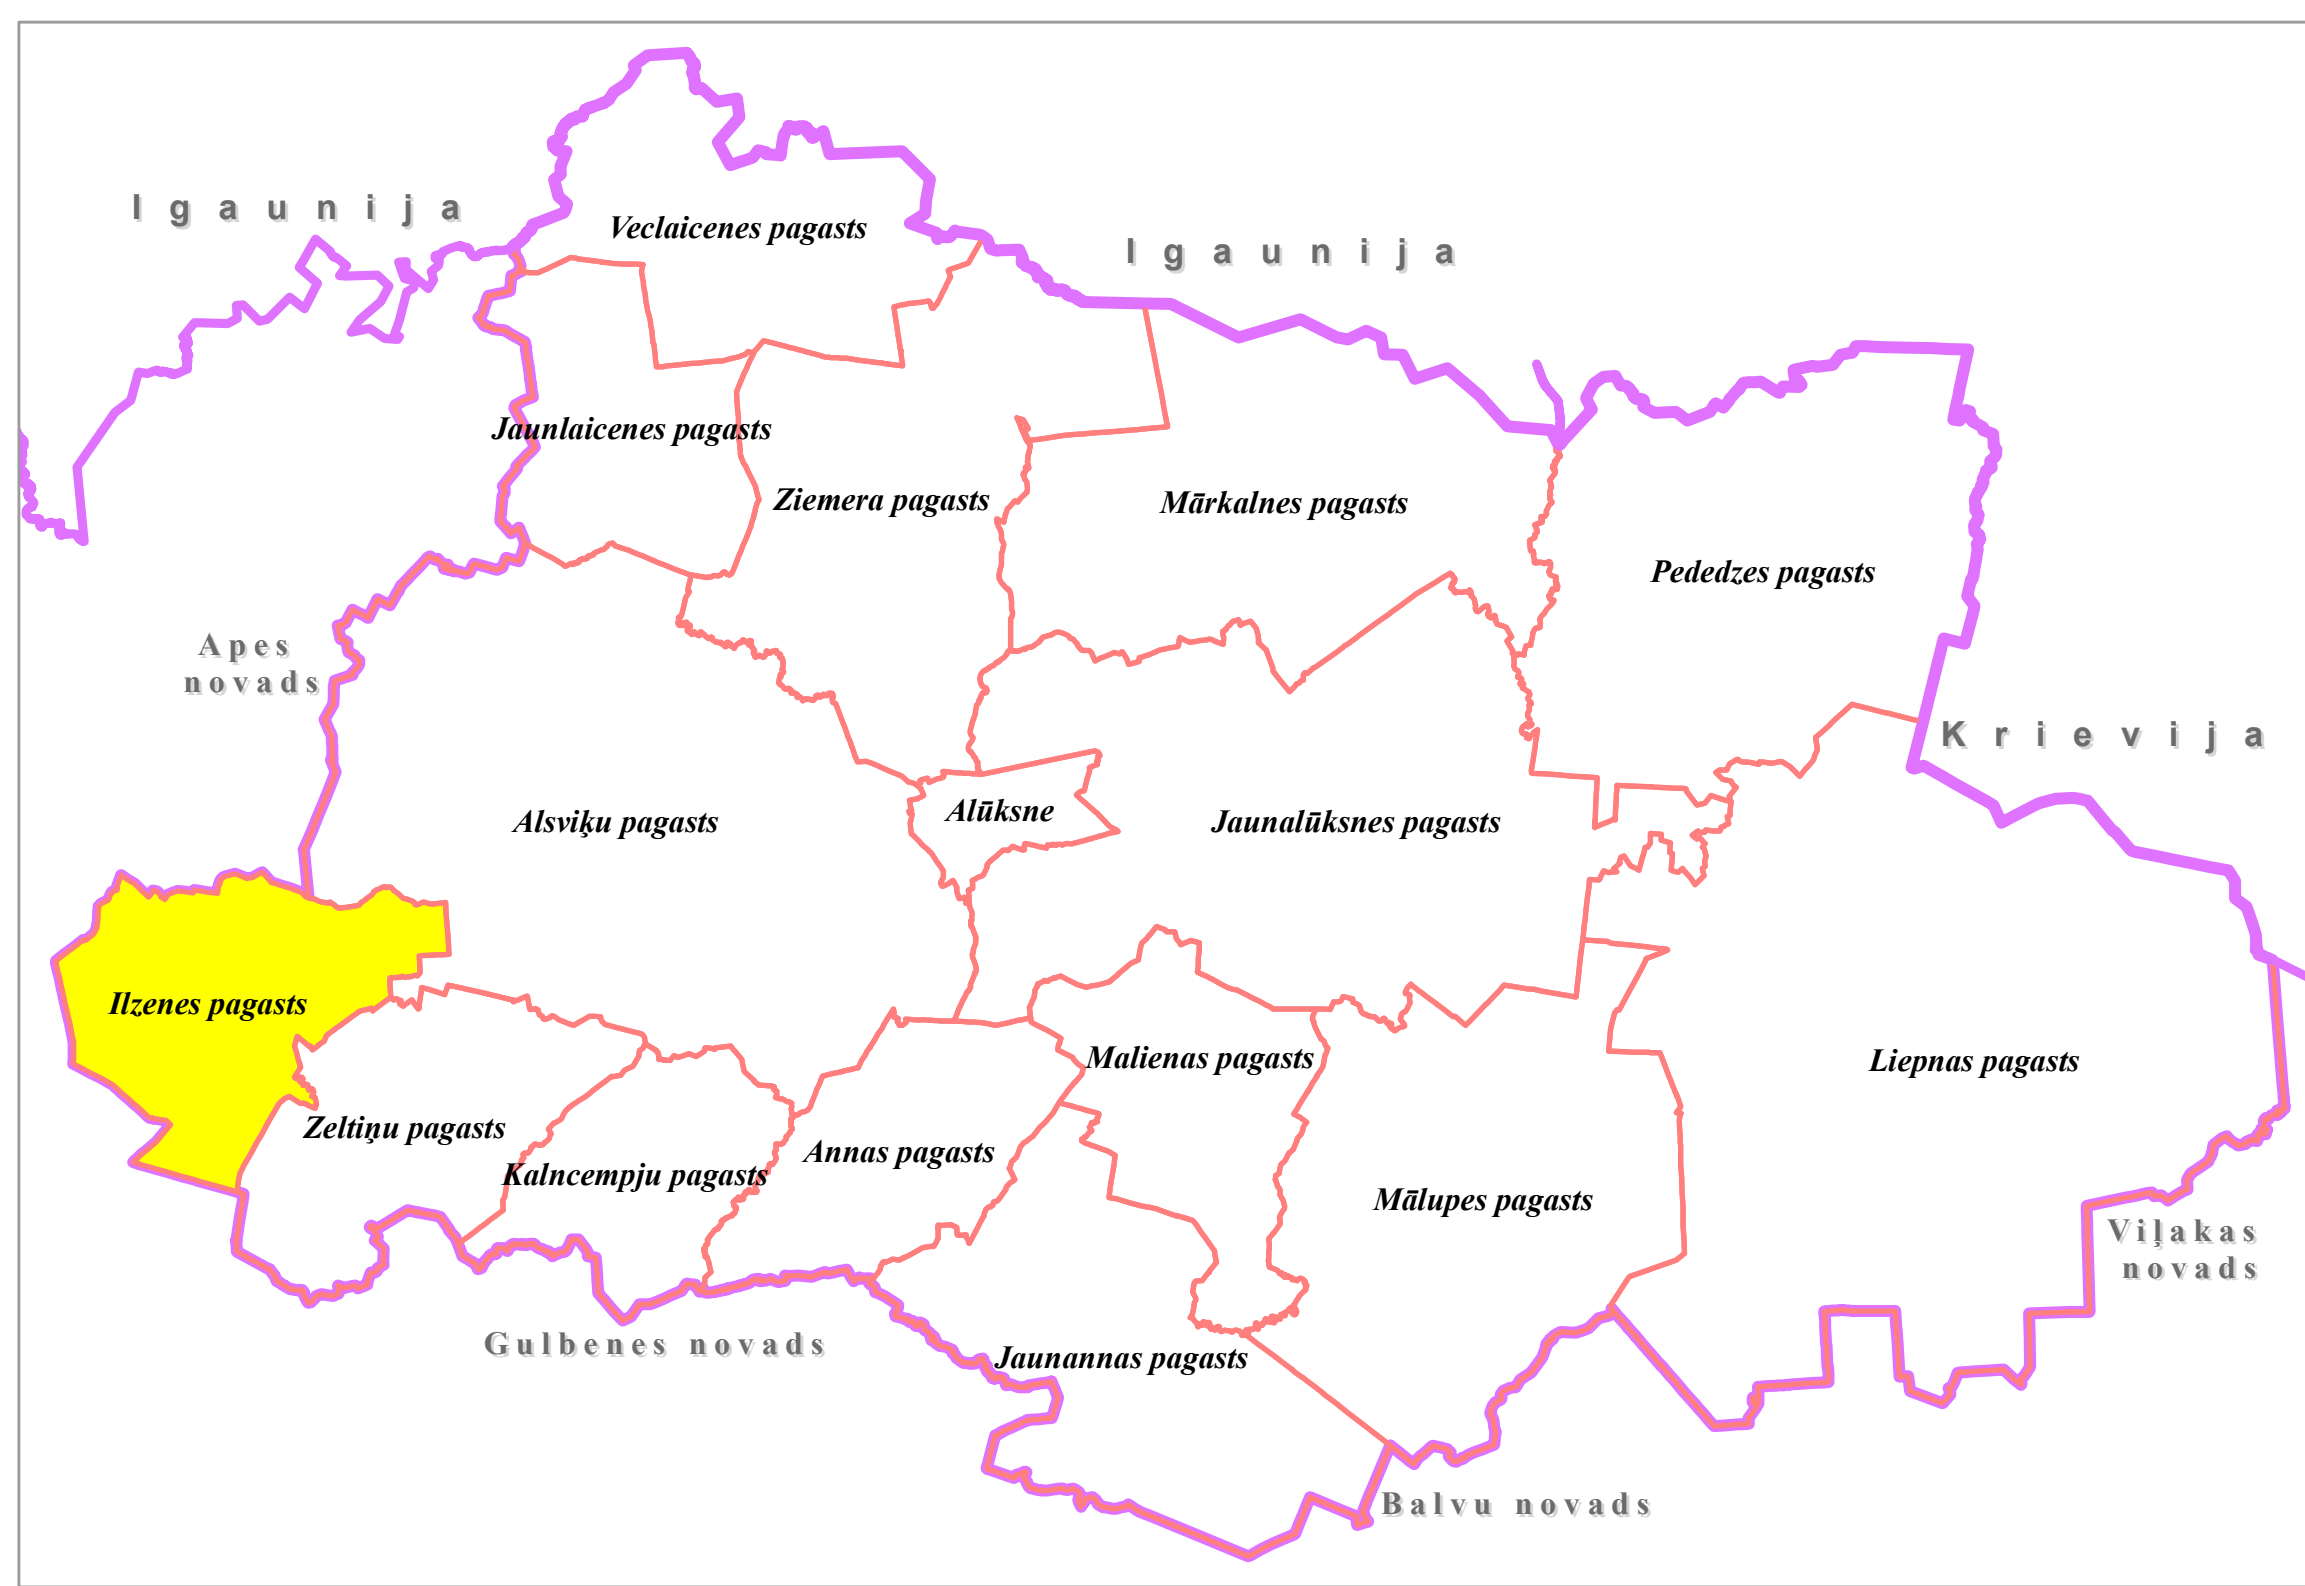 Igaunija
Veclaicenes pagasts
Igaunija
Jaunlaicenes pagasts
Ziemera pagasts
Mārkalnes pagasts
Pededzes pagasts
Apes
novads
Krievija
Alsviķu pagasts
Alūksne
Jaunalūksnes pagasts
Ilzenes pagasts
Malienas pagasts
Liepnas pagasts
Zeltiņu pagasts
Annas pagasts
Kalncempju pagasts
Mālupes pagasts
Viļakas
novads
Gulbenes novads
Jaunannas pagasts
Balvu novads